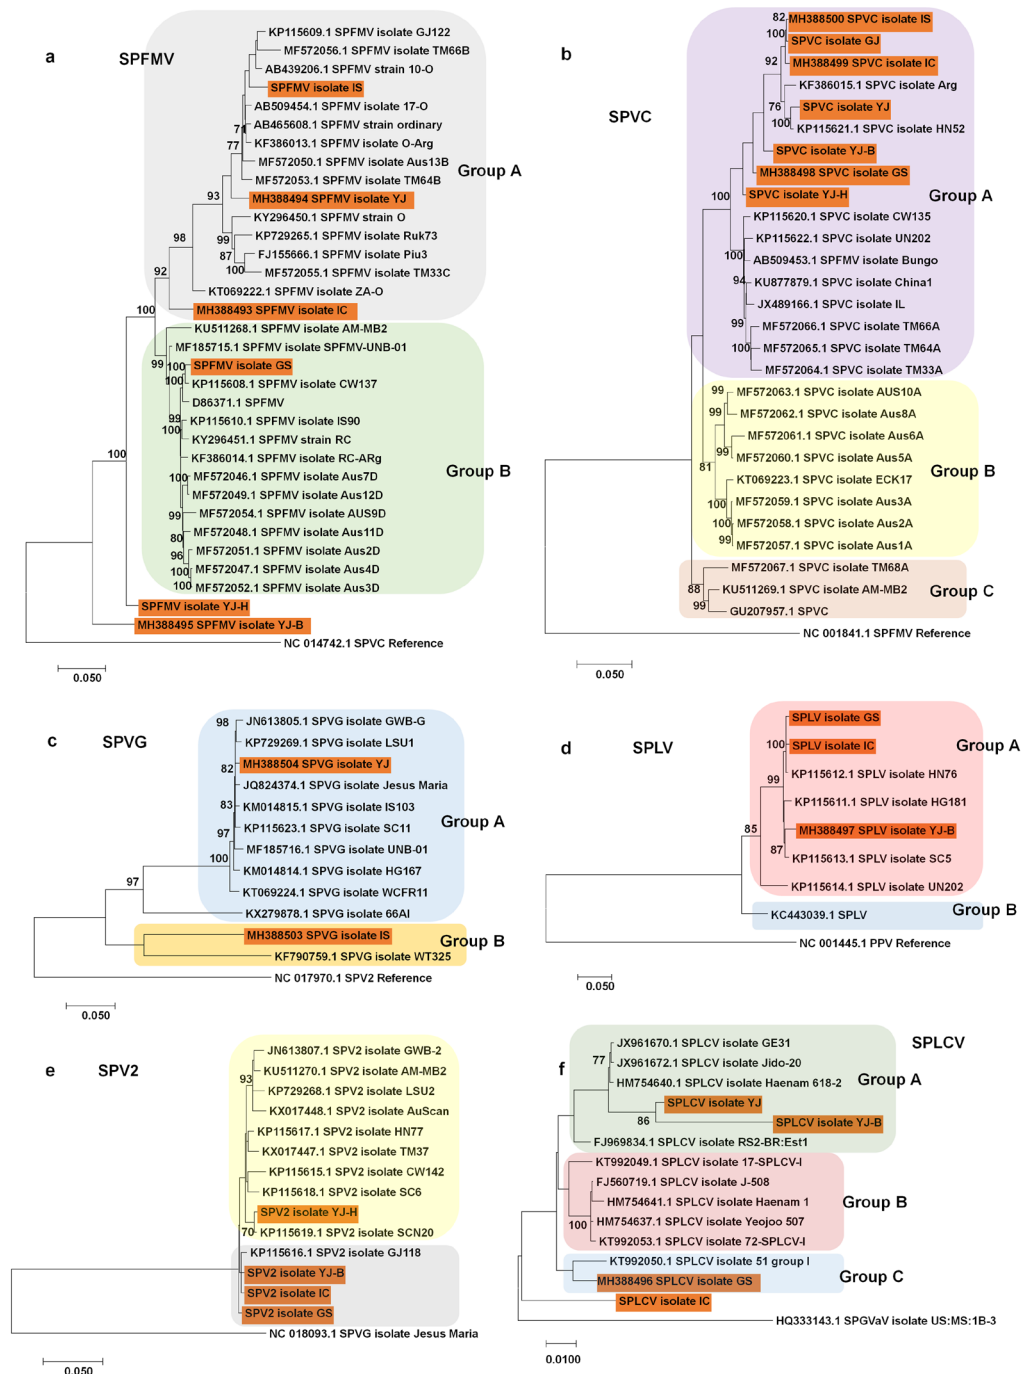 a
SPFMV
KP115609.1 SPFMV isolate GJ122
MF572056.1 SPFMV isolate TM66B
AB439206.1 SPFMV strain 10-O
SPFMV isolate IS
AB509454.1 SPFMV isolate 17-O
AB465608.1 SPFMV strain ordinary
71
KF386013.1 SPFMV isolate O-Arg
77
MF572050.1 SPFMV isolate Aus13B
Group A
MF572053.1 SPFMV isolate TM64B
93
MH388494 SPFMV isolate YJ
KY296450.1 SPFMV strain O
99
KP729265.1 SPFMV isolate Ruk73
98
87
FJ155666.1 SPFMV isolate Piu3
100
MF572055.1 SPFMV isolate TM33C
92
KT069222.1 SPFMV isolate ZA-O
100
MH388493 SPFMV isolate IC
KU511268.1 SPFMV isolate AM-MB2
MF185715.1 SPFMV isolate SPFMV-UNB-01
99
100
SPFMV isolate GS
100
KP115608.1 SPFMV isolate CW137
D86371.1 SPFMV
99
KP115610.1 SPFMV isolate IS90
100
KY296451.1 SPFMV strain RC
100
KF386014.1 SPFMV isolate RC-ARg
Group B
100
MF572046.1 SPFMV isolate Aus7D
MF572049.1 SPFMV isolate Aus12D
99
MF572054.1 SPFMV isolate AUS9D
80
MF572048.1 SPFMV isolate Aus11D
96
MF572051.1 SPFMV isolate Aus2D
100
MF572047.1 SPFMV isolate Aus4D
100
MF572052.1 SPFMV isolate Aus3D
SPFMV isolate YJ-H
MH388495 SPFMV isolate YJ-B
NC 014742.1 SPVC Reference
0.050
b
SPVC
82
MH388500 SPVC isolate IS
100
SPVC isolate GJ
92
MH388499 SPVC isolate IC
KF386015.1 SPVC isolate Arg
76
SPVC isolate YJ
100
KP115621.1 SPVC isolate HN52
SPVC isolate YJ-B
MH388498 SPVC isolate GS
100
SPVC isolate YJ-H
Group A
KP115620.1 SPVC isolate CW135
KP115622.1 SPVC isolate UN202
100
AB509453.1 SPFMV isolate Bungo
94
KU877879.1 SPVC isolate China1
JX489166.1 SPVC isolate IL
99
MF572066.1 SPVC isolate TM66A
100
MF572065.1 SPVC isolate TM64A
MF572064.1 SPVC isolate TM33A
99
MF572063.1 SPVC isolate AUS10A
99
MF572062.1 SPVC isolate Aus8A
MF572061.1 SPVC isolate Aus6A
99
MF572060.1 SPVC isolate Aus5A
81
Group B
KT069223.1 SPVC isolate ECK17
100
MF572059.1 SPVC isolate Aus3A
100
MF572058.1 SPVC isolate Aus2A
99
MF572057.1 SPVC isolate Aus1A
MF572067.1 SPVC isolate TM68A
88
KU511269.1 SPVC isolate AM-MB2
Group C
99
GU207957.1 SPVC
NC 001841.1 SPFMV Reference
0.050
c
SPVG
98
JN613805.1 SPVG isolate GWB-G
KP729269.1 SPVG isolate LSU1
82
MH388504 SPVG isolate YJ
JQ824374.1 SPVG isolate Jesus Maria
83
KM014815.1 SPVG isolate IS103
97
KP115623.1 SPVG isolate SC11
Group A
MF185716.1 SPVG isolate UNB-01
100
KM014814.1 SPVG isolate HG167
97
KT069224.1 SPVG isolate WCFR11
KX279878.1 SPVG isolate 66AI
MH388503 SPVG isolate IS
Group B
KF790759.1 SPVG isolate WT325
NC 017970.1 SPV2 Reference
0.050
d
SPLV
SPLV isolate GS
100
SPLV isolate IC
Group A
99
KP115612.1 SPLV isolate HN76
KP115611.1 SPLV isolate HG181
85
MH388497 SPLV isolate YJ-B
87
KP115613.1 SPLV isolate SC5
KP115614.1 SPLV isolate UN202
KC443039.1 SPLV
Group B
NC 001445.1 PPV Reference
0.050
e
SPV2
JN613807.1 SPV2 isolate GWB-2
93
KU511270.1 SPV2 isolate AM-MB2
KP729268.1 SPV2 isolate LSU2
KX017448.1 SPV2 isolate AuScan
KP115617.1 SPV2 isolate HN77
KX017447.1 SPV2 isolate TM37
KP115615.1 SPV2 isolate CW142
KP115618.1 SPV2 isolate SC6
SPV2 isolate YJ-H
70
KP115619.1 SPV2 isolate SCN20
KP115616.1 SPV2 isolate GJ118
SPV2 isolate YJ-B
SPV2 isolate IC
SPV2 isolate GS
NC 018093.1 SPVG isolate Jesus Maria
0.050
f
SPLCV
JX961670.1 SPLCV isolate GE31
77
JX961672.1 SPLCV isolate Jido-20
HM754640.1 SPLCV isolate Haenam 618-2
Group A
SPLCV isolate YJ
86
SPLCV isolate YJ-B
FJ969834.1 SPLCV isolate RS2-BR:Est1
KT992049.1 SPLCV isolate 17-SPLCV-I
FJ560719.1 SPLCV isolate J-508
HM754641.1 SPLCV isolate Haenam 1
Group B
100
HM754637.1 SPLCV isolate Yeojoo 507
KT992053.1 SPLCV isolate 72-SPLCV-I
KT992050.1 SPLCV isolate 51 group I
MH388496 SPLCV isolate GS
Group C
SPLCV isolate IC
HQ333143.1 SPGVaV isolate US:MS:1B-3
0.0100